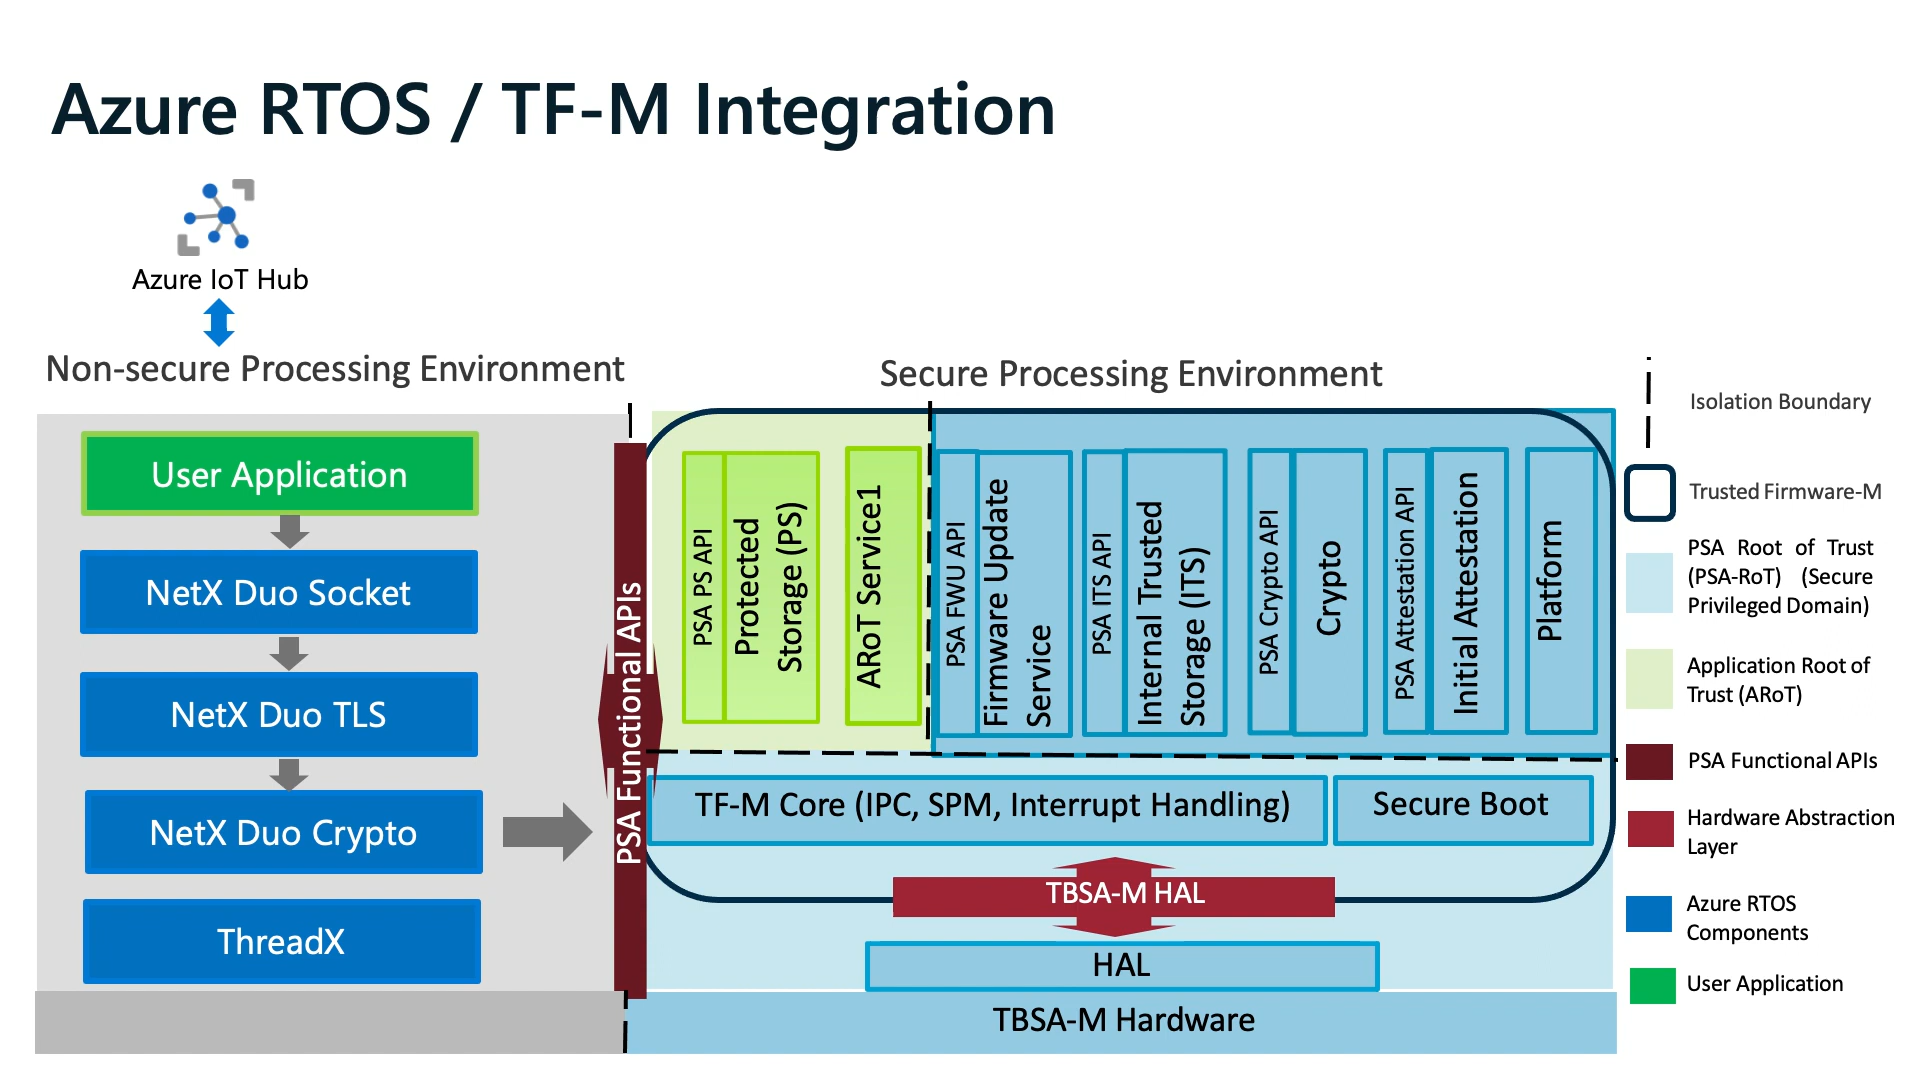 Azure RTOS / TF-M Integration
Azure IoT Hub
Non-secure Processing Environment
Secure Processing Environment
User Application
NetX Duo Socket
NetX Duo TLS
NetX Duo Crypto
ThreadX
PSA Functional APIs
PSA PS API
Protected
Storage (PS)
ARoT Service1
PSA FWU API
Firmware Update
Service
PSA ITS API
Internal Trusted
Storage (ITS)
PSA Crypto API
Crypto
PSA Attestation API
Initial Attestation
Platform
TF-M Core (IPC, SPM, Interrupt Handling)
Secure Boot
TBSA-M HAL
HAL
TBSA-M Hardware
Isolation Boundary
Trusted Firmware-M
PSA Root of Trust
(PSA-RoT) (Secure
Privileged Domain)
Application Root of
Trust (ARoT)
PSA Functional APIs
Hardware Abstraction
Layer
Azure RTOS
Components
User Application